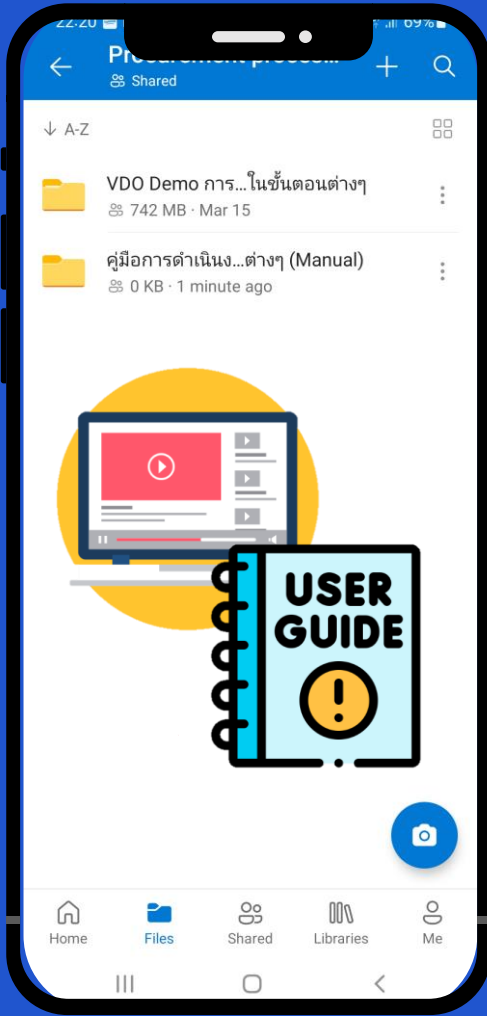 22:20 69%
Procurement proces...
Shared
A-Z
VDO Demo การ...ในขั้นตอนต่างๆ
742 MB · Mar 15
คู่มือการดำเนินง...ต่างๆ (Manual)
0 KB · 1 minute ago
USER
GUIDE
!
Home Files Shared Libraries Me